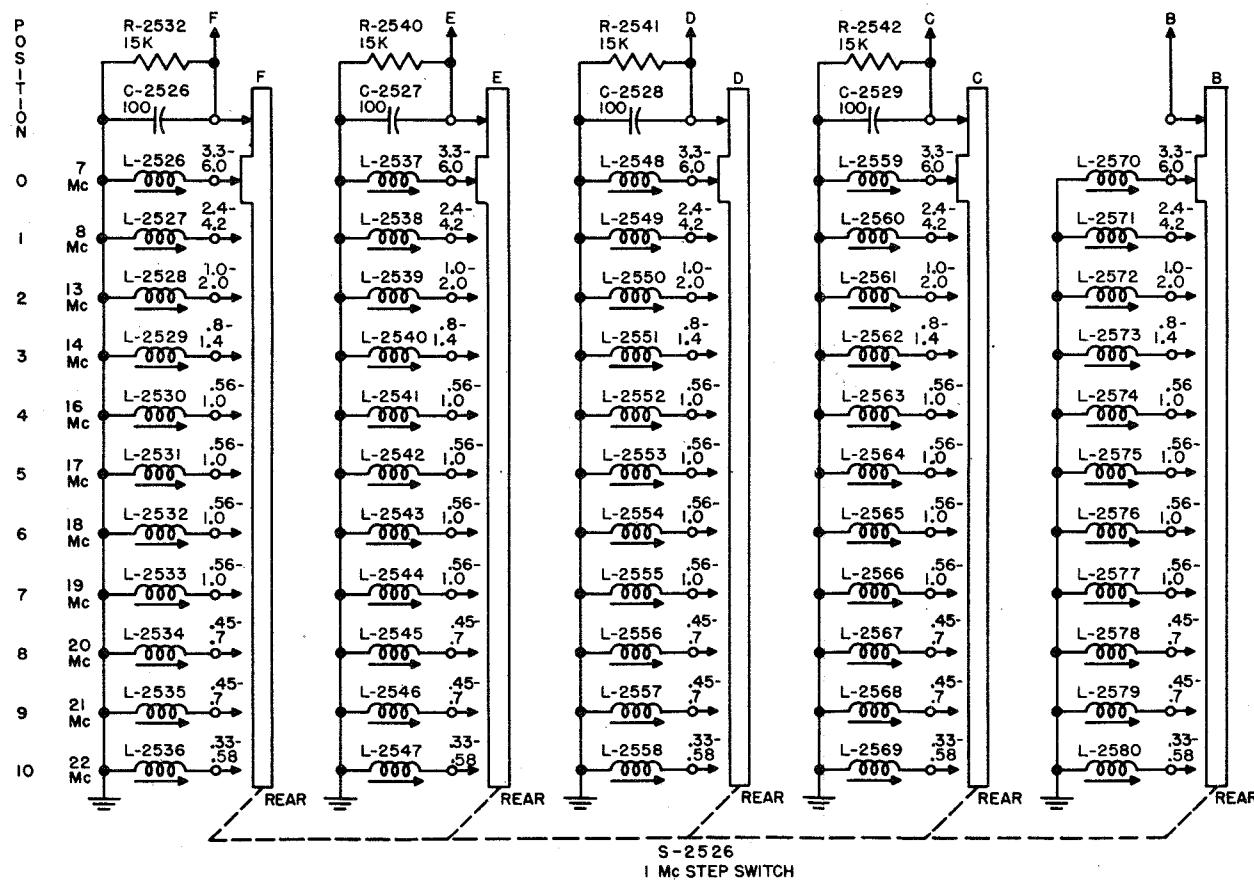 POSITION
F
E
D
C
B
R-2532
15K
R-2540
15K
R-2541
15K
R-2542
15K
F
E
D
C
B
C-2526
100
C-2527
100
C-2528
100
C-2529
100
0
7
Mc
L-2526
3.3-
6.0
L-2537
3.3-
6.0
L-2548
3.3-
6.0
L-2559
3.3-
6.0
L-2570
3.3-
6.0
1
8
Mc
L-2527
2.4-
4.2
L-2538
2.4-
4.2
L-2549
2.4-
4.2
L-2560
2.4-
4.2
L-2571
2.4-
4.2
2
13
Mc
L-2528
1.0-
2.0
L-2539
1.0-
2.0
L-2550
1.0-
2.0
L-2561
1.0-
2.0
L-2572
1.0-
2.0
3
14
Mc
L-2529
.8-
1.4
L-2540
.8-
1.4
L-2551
.8-
1.4
L-2562
.8-
1.4
L-2573
.8-
1.4
4
16
Mc
L-2530
.56-
1.0
L-2541
.56-
1.0
L-2552
.56-
1.0
L-2563
.56-
1.0
L-2574
.56
1.0
5
17
Mc
L-2531
.56-
1.0
L-2542
.56-
1.0
L-2553
.56-
1.0
L-2564
.56-
1.0
L-2575
.56-
1.0
6
18
Mc
L-2532
.56-
1.0
L-2543
.56-
1.0
L-2554
.56-
1.0
L-2565
.56-
1.0
L-2576
.56-
1.0
7
19
Mc
L-2533
.56-
1.0
L-2544
.56-
1.0
L-2555
.56-
1.0
L-2566
.56-
1.0
L-2577
.56-
1.0
8
20
Mc
L-2534
.45-
.7
L-2545
.45-
.7
L-2556
.45-
.7
L-2567
.45-
.7
L-2578
.45-
.7
9
21
Mc
L-2535
.45-
.7
L-2546
.45-
.7
L-2557
.45-
.7
L-2568
.45-
.7
L-2579
.45-
.7
10
22
Mc
L-2536
.33-
.58
L-2547
.33-
.58
L-2558
.33-
.58
L-2569
.33-
.58
L-2580
.33-
.58
REAR
REAR
REAR
REAR
REAR
S-2526
1 Mc STEP SWITCH